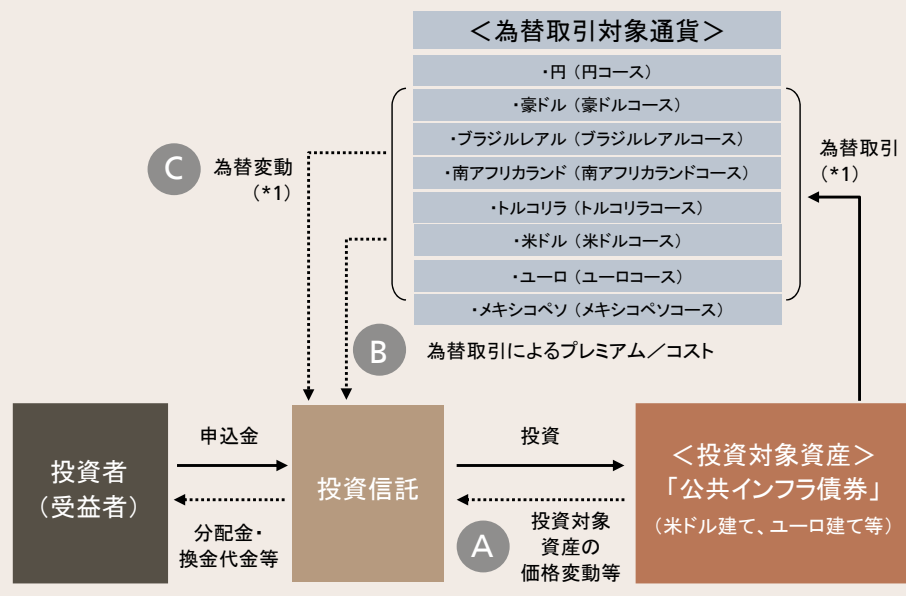 ＜為替取引対象通貨＞
・円（円コース）
・豪ドル（豪ドルコース）
・ブラジルレアル（ブラジルレアルコース）
・南アフリカランド（南アフリカランドコース）
・トルコリラ（トルコリラコース）
・米ドル（米ドルコース）
・ユーロ（ユーロコース）
・メキシコペソ（メキシコペソコース）
C
為替変動
（*1）
為替取引
（*1）
B
為替取引によるプレミアム／コスト
投資者
（受益者）
申込金
分配金・
換金代金等
投資信託
投資
A
投資対象
資産の
価格変動等
＜投資対象資産＞
「公共インフラ債券」
（米ドル建て、ユーロ建て等）